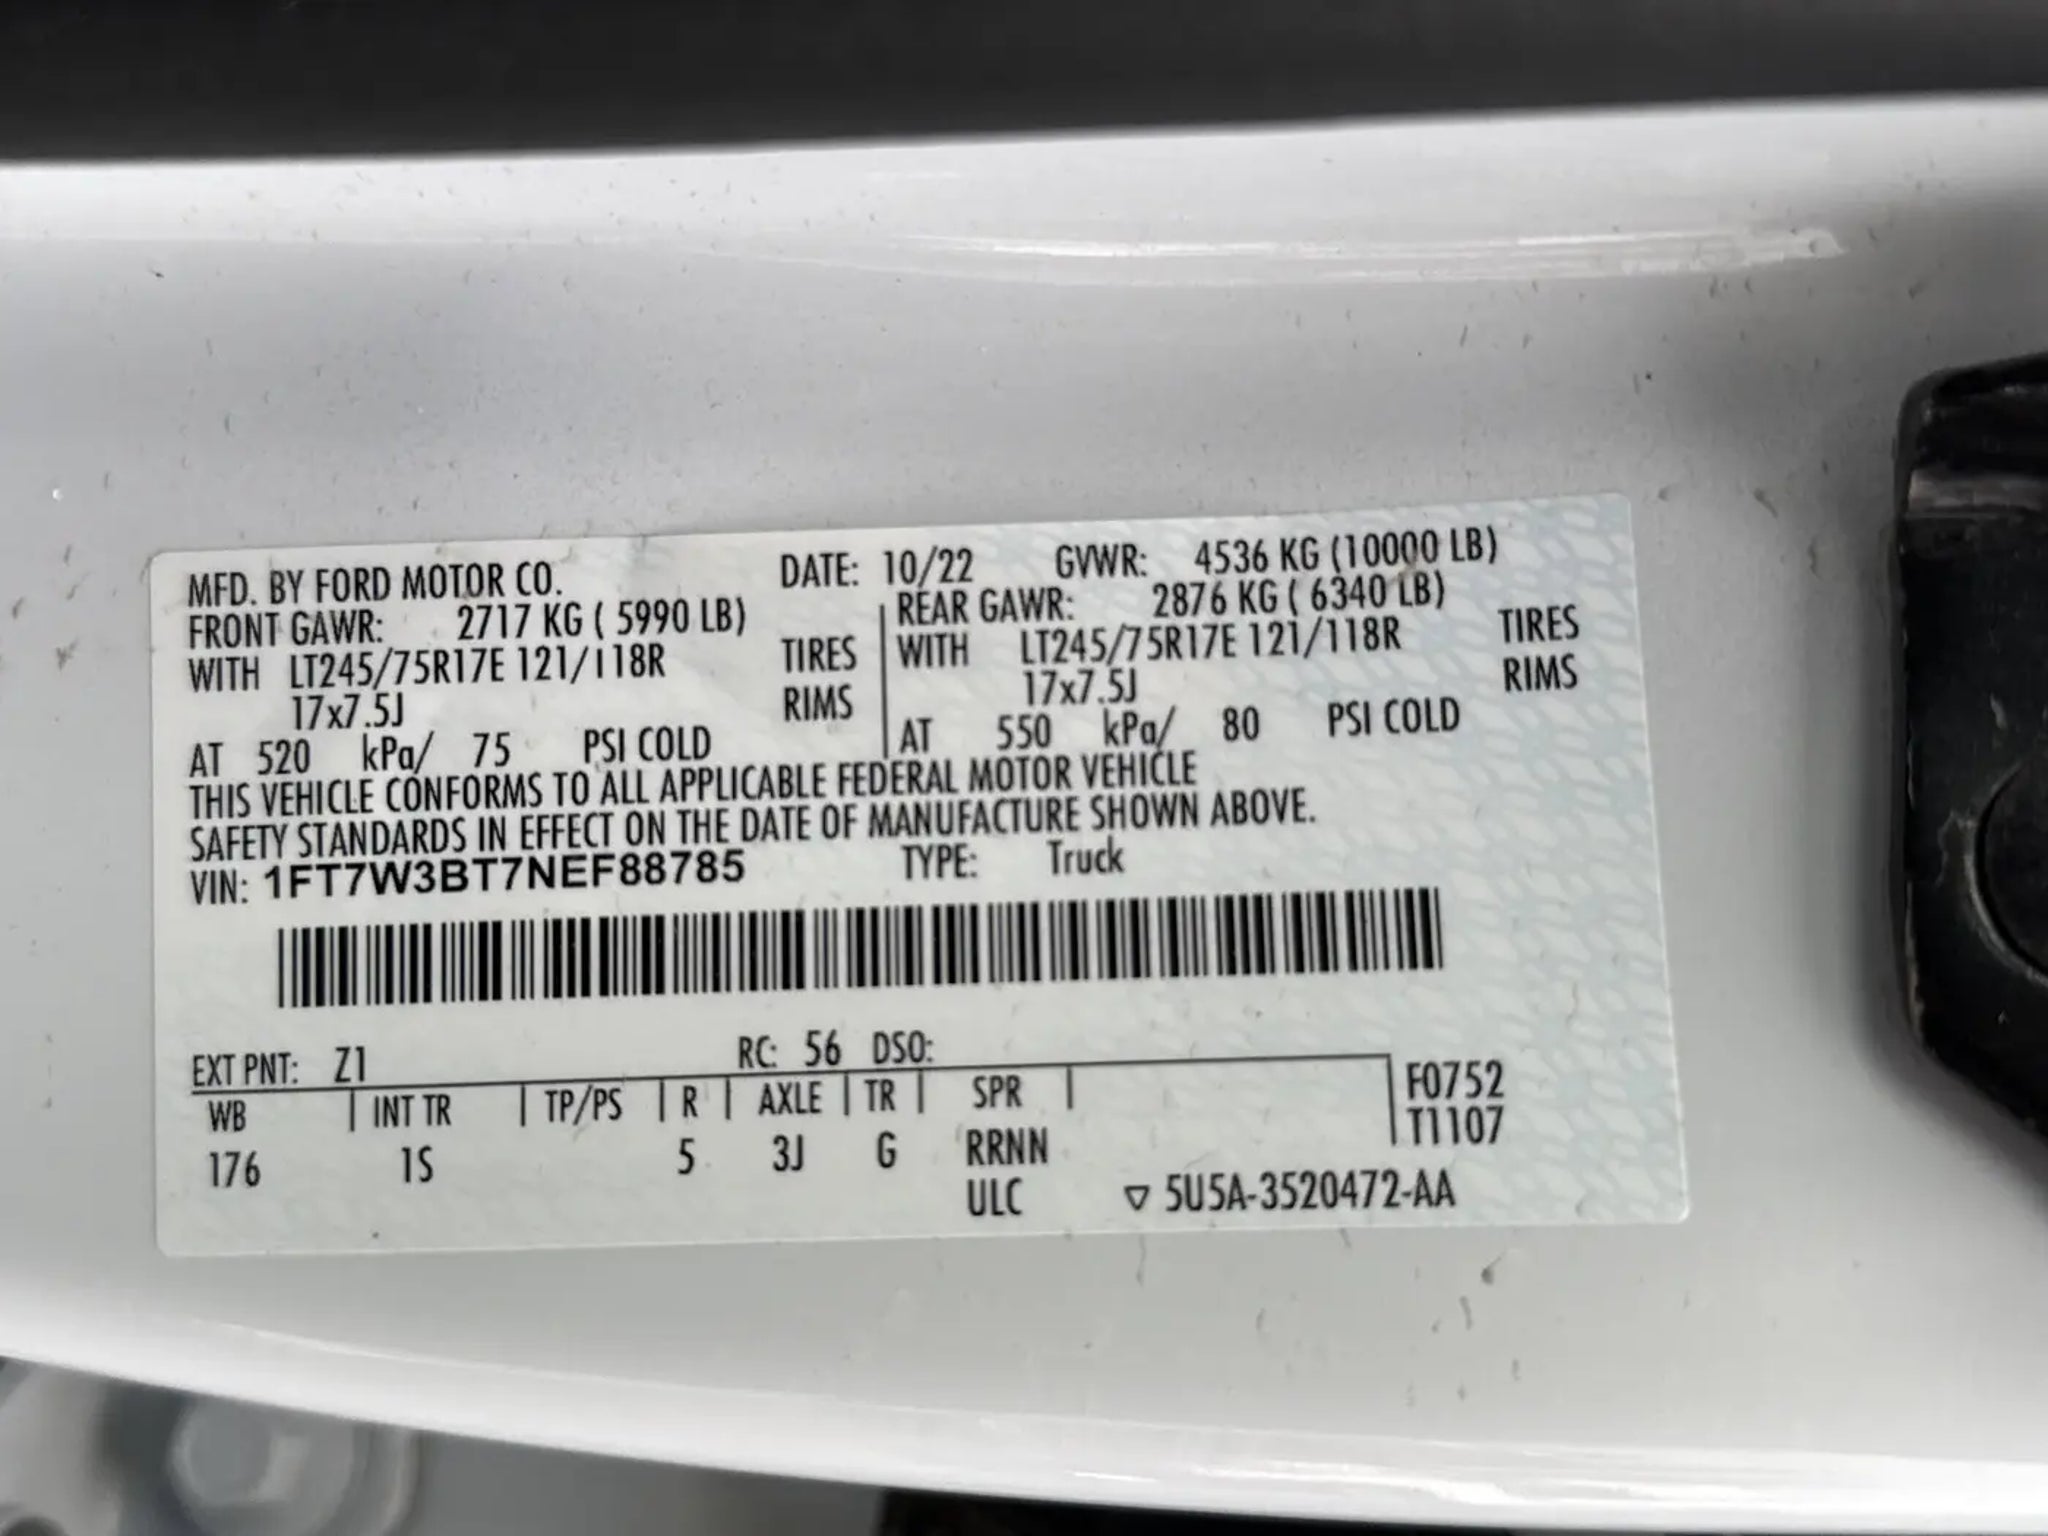 MFD. BY FORD MOTOR CO. DATE: 10/22 GVWR: 4536 KG (10000 LB)
FRONT GAWR: 2717 KG ( 5990 LB) REAR GAWR: 2876 KG ( 6340 LB)
WITH LT245/75R17E 121/118R TIRES WITH LT245/75R17E 121/118R TIRES
17x7.5J RIMS 17x7.5J RIMS
AT 520 kPa/ 75 PSI COLD AT 550 kPa/ 80 PSI COLD
THIS VEHICLE CONFORMS TO ALL APPLICABLE FEDERAL MOTOR VEHICLE
SAFETY STANDARDS IN EFFECT ON THE DATE OF MANUFACTURE SHOWN ABOVE.
VIN: 1FT7W3BT7NEF88785 TYPE: Truck
EXT PNT: Z1 RC: 56 DSO:
WB INT TR TP/PS R AXLE TR SPR F0752
T1107
176 1S 5 3J G RRNN
ULC ▽ 5U5A-3520472-AA